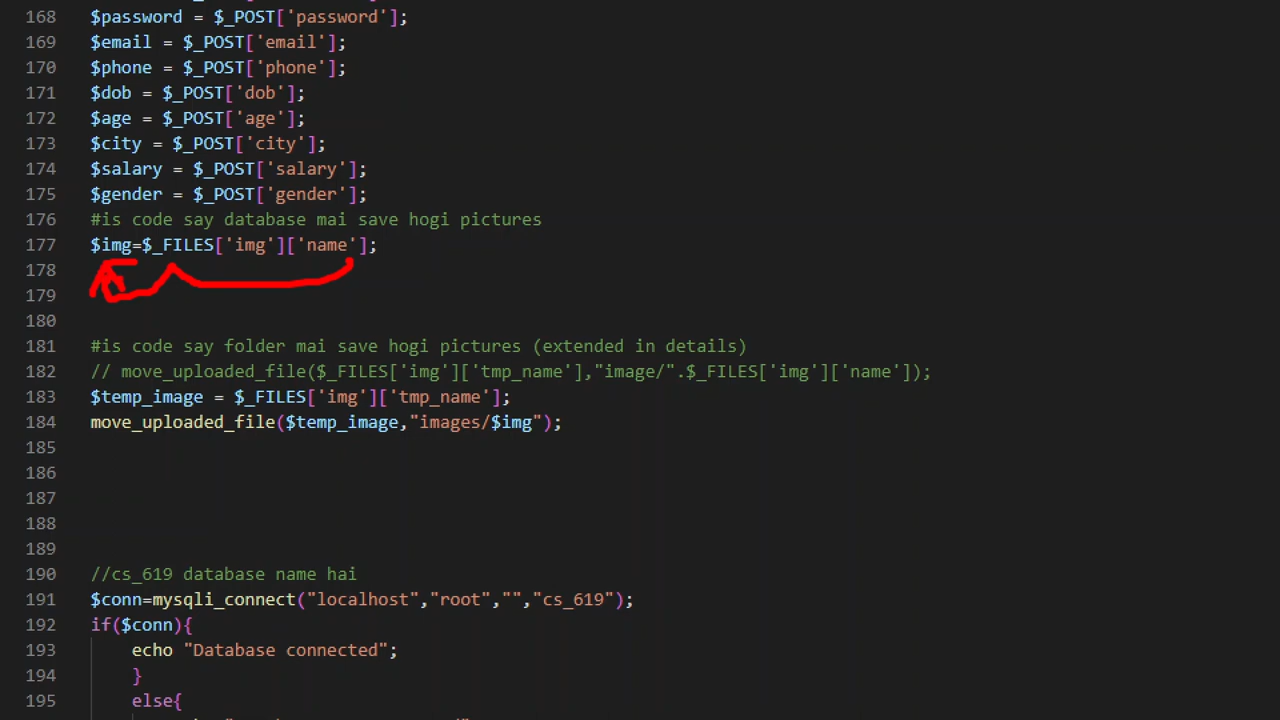 168 $password = $_POST['password'];
169 $email = $_POST['email'];
170 $phone = $_POST['phone'];
171 $dob = $_POST['dob'];
172 $age = $_POST['age'];
173 $city = $_POST['city'];
174 $salary = $_POST['salary'];
175 $gender = $_POST['gender'];
176 #is code say database mai save hogi pictures
177 $img=$_FILES['img']['name'];
178
179
180
181 #is code say folder mai save hogi pictures (extended in details)
182 // move_uploaded_file($_FILES['img']['tmp_name'],"image/".$_FILES['img']['name']);
183 $temp_image = $_FILES['img']['tmp_name'];
184 move_uploaded_file($temp_image,"images/$img");
185
186
187
188
189
190 //cs_619 database name hai
191 $conn=mysqli_connect("localhost","root","","cs_619");
192 if($conn){
193 echo "Database connected";
194 }
195 else{